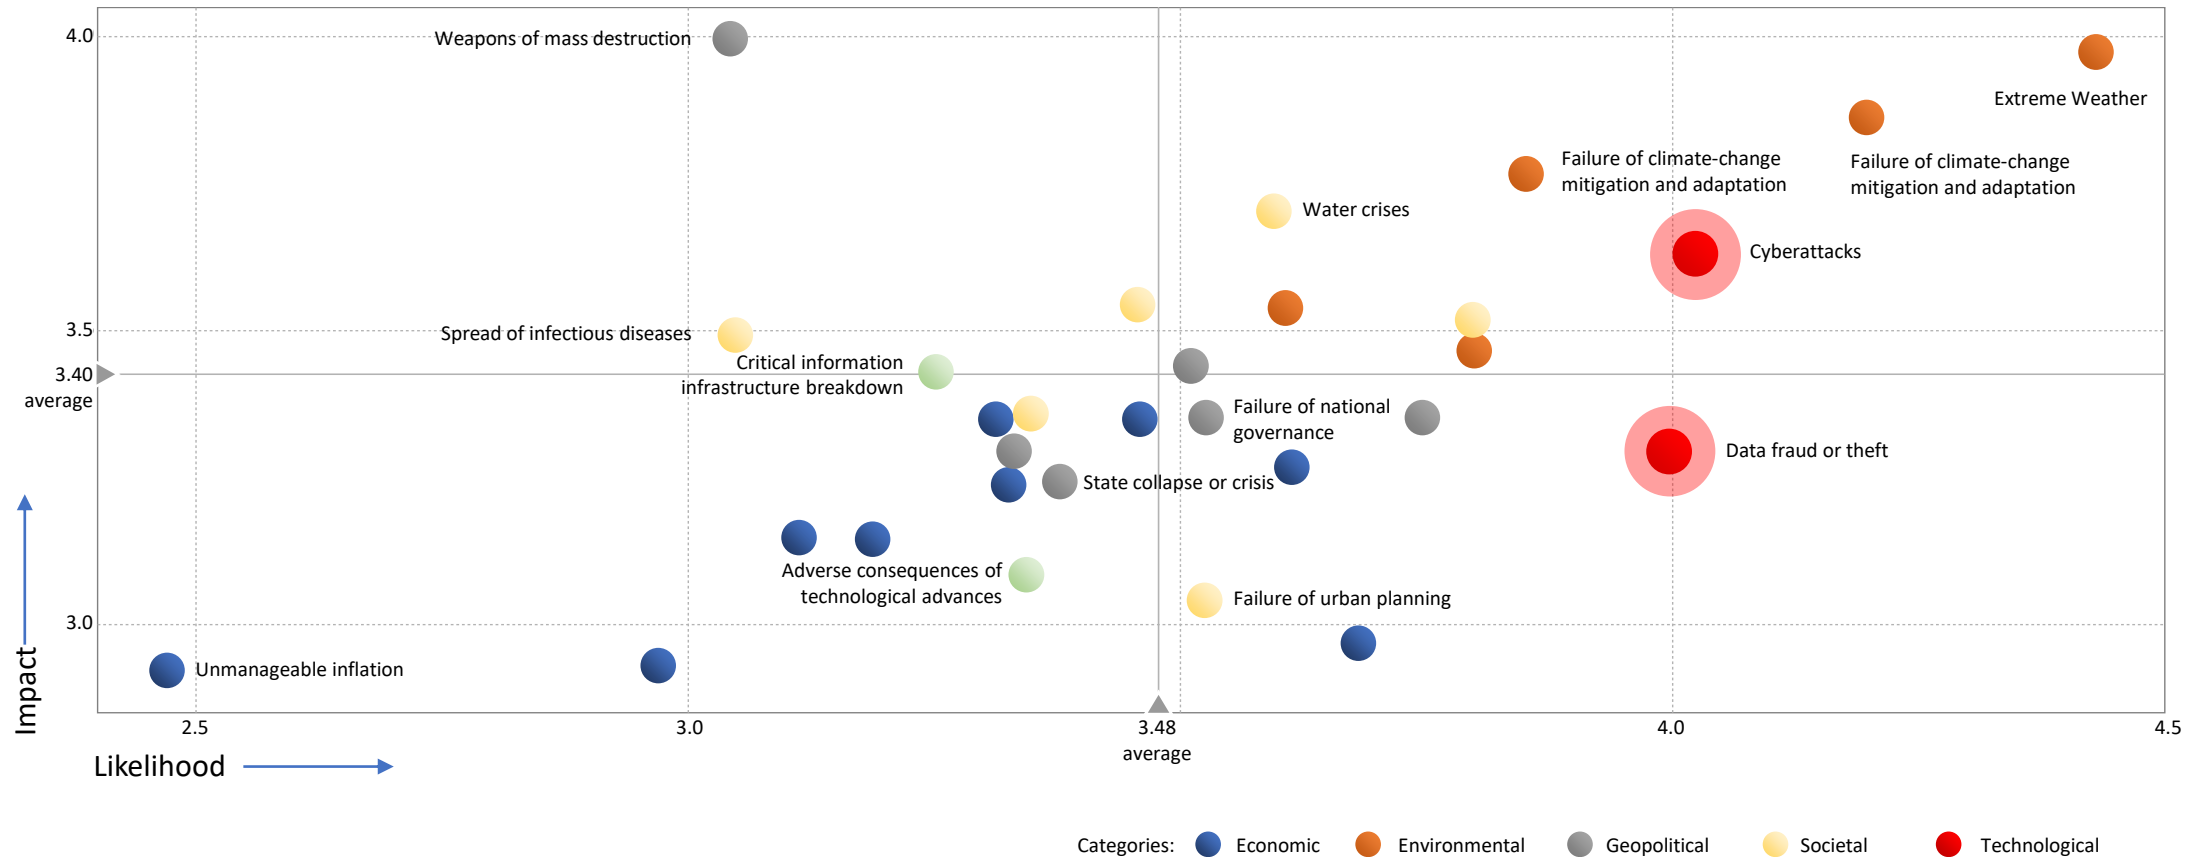 4.0
Weapons of mass destruction
Extreme Weather
Failure of climate-change
mitigation and adaptation
Failure of climate-change
mitigation and adaptation
Water crises
Cyberattacks
3.5
Spread of infectious diseases
Critical information
infrastructure breakdown
3.40
average
Failure of national
governance
Data fraud or theft
State collapse or crisis
Adverse consequences of
technological advances
Failure of urban planning
3.0
Unmanageable inflation
Impact
2.5
3.0
3.48
average
4.0
4.5
Likelihood
Categories:
Economic
Environmental
Geopolitical
Societal
Technological